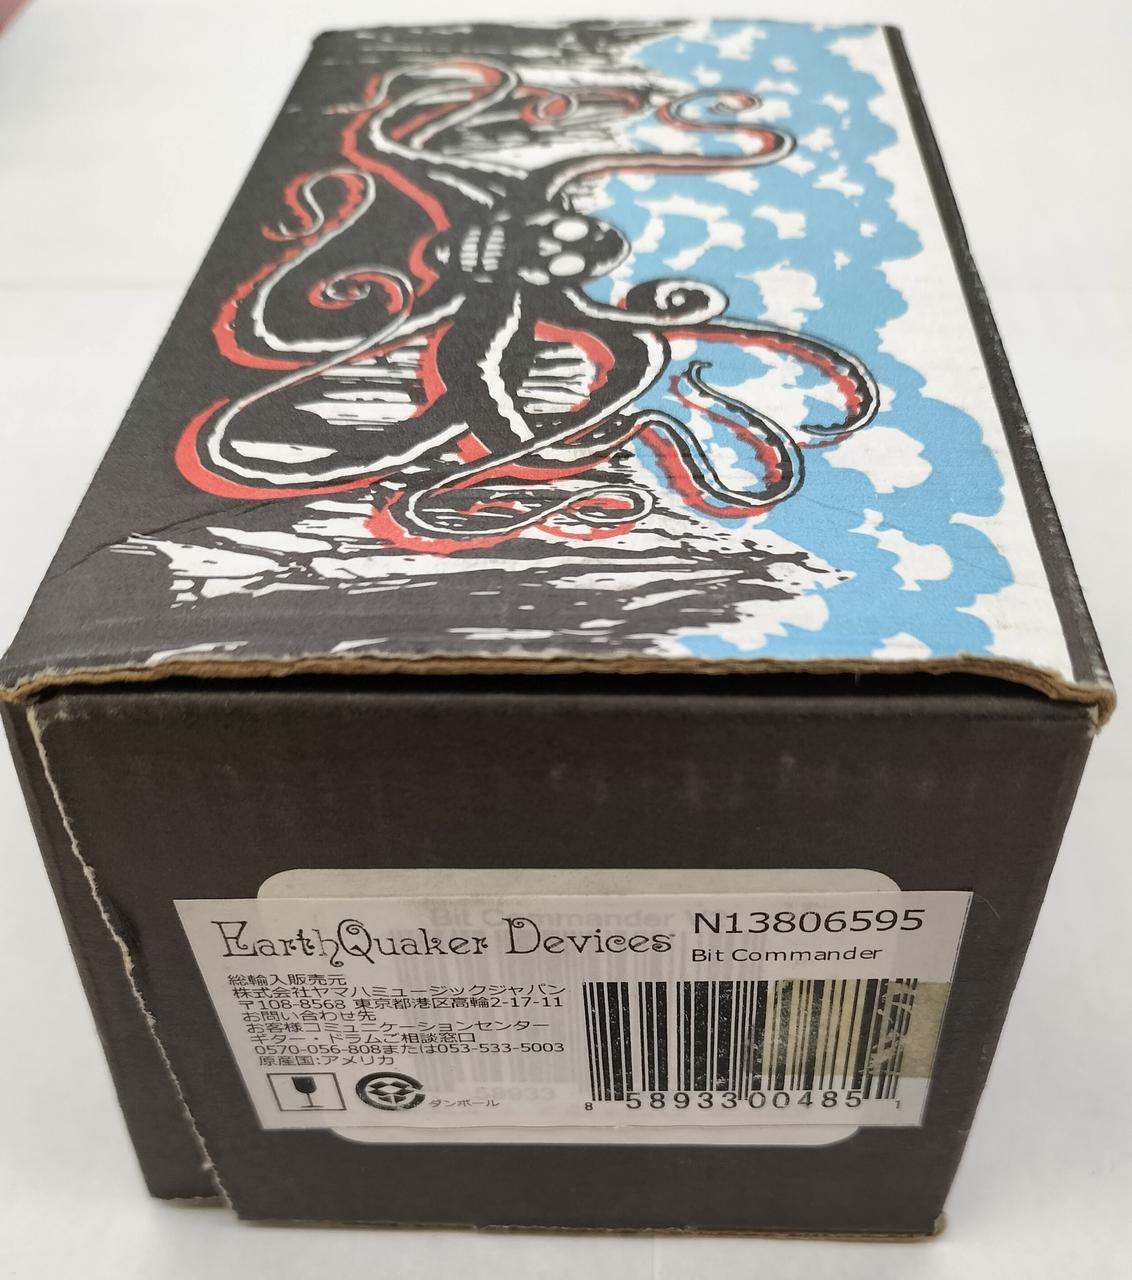 EarthQuaker Devices
N13806595
Bit Commander
総輸入販売元
株式会社ヤマハミュージックジャパン
〒108-8568 東京都港区高輪2-17-11
お問い合わせ先
お客様コミュニケーションセンター
ギター・ドラムご相談窓口
0570-056-808または053-533-5003
原産国:アメリカ
ダンボール
8 58933 00485 1
Bit Commander
58933